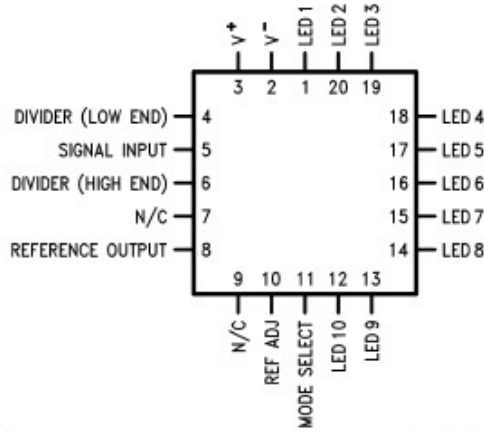 V+
V-
LED 1
LED 2
LED 3
3
2
1
20
19
DIVIDER (LOW END)
4
18
LED 4
SIGNAL INPUT
5
17
LED 5
DIVIDER (HIGH END)
6
16
LED 6
N/C
7
15
LED 7
REFERENCE OUTPUT
8
14
LED 8
9
10
11
12
13
N/C
REF ADJ
MODE SELECT
LED 10
LED 9